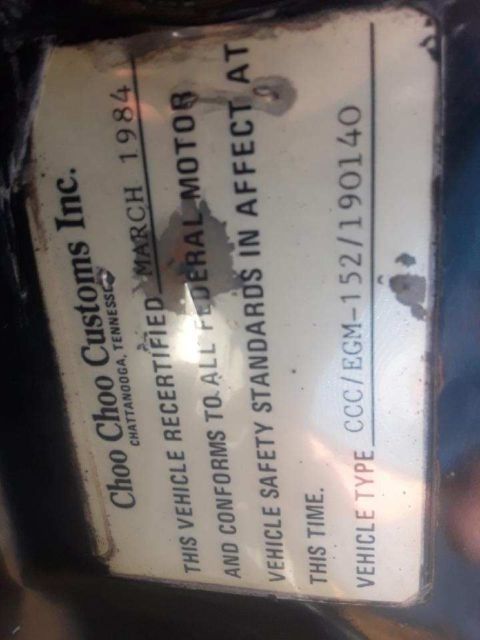 Choo Choo Customs Inc.
CHATTANOOGA, TENNESSEE
THIS VEHICLE RECERTIFIED MARCH 1984
AND CONFORMS TO ALL FEDERAL MOTOR
VEHICLE SAFETY STANDARDS IN AFFECT AT
THIS TIME.
VEHICLE TYPE CCC/EGM-152/190140